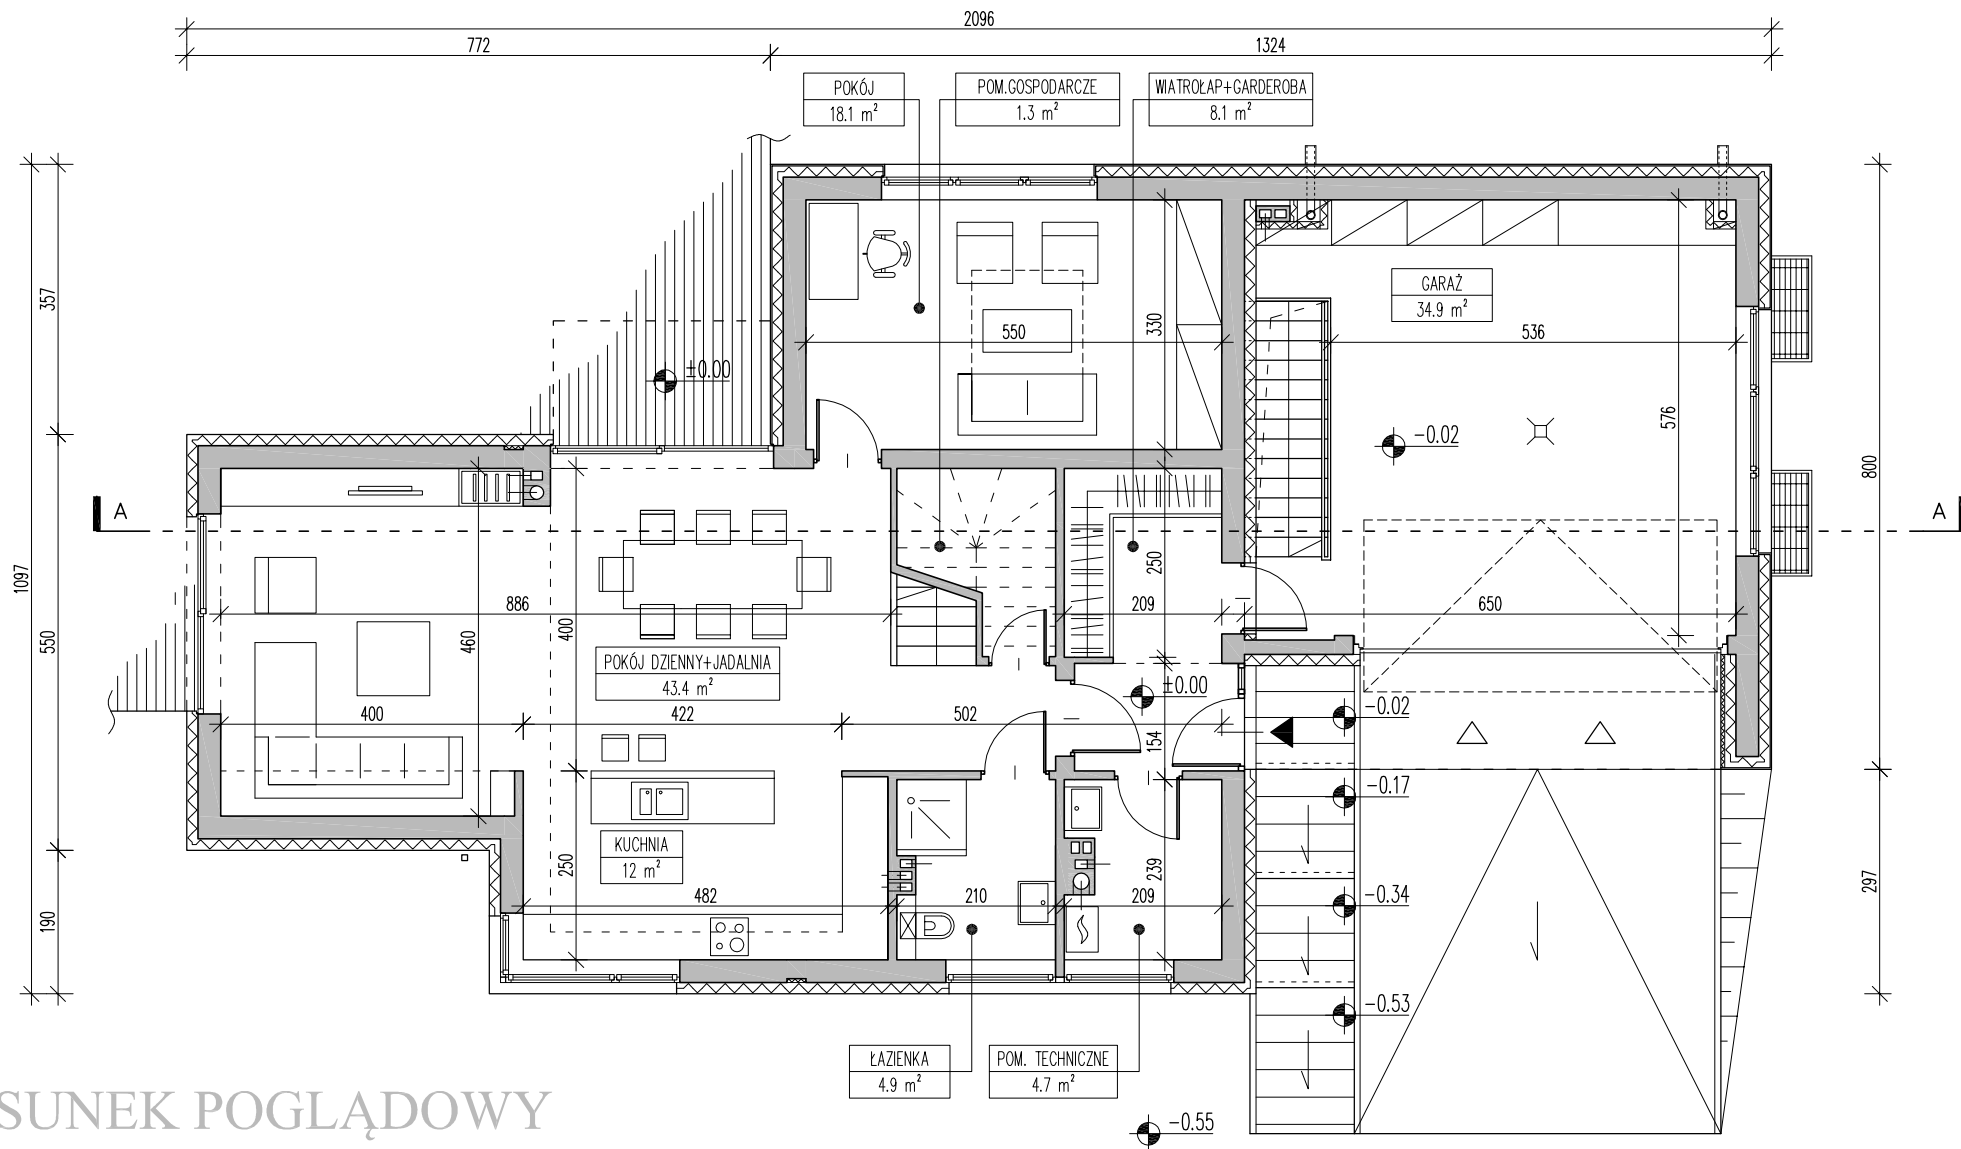 2096
772
1324
POKÓJ
18.1 m²
POM.GOSPODARCZE
1.3 m²
WIATROŁAP+GARDEROBA
8.1 m²
GARAŻ
34.9 m²
357
330
550
536
±0.00
576
-0.02
800
A
A
1097
550
886
460
400
250
209
650
POKÓJ DZIENNY+JADALNIA
43.4 m²
±0.00
400
422
502
154
-0.02
-0.17
KUCHNIA
12 m²
250
239
297
482
210
209
-0.34
190
-0.53
ŁAZIENKA
4.9 m²
POM. TECHNICZNE
4.7 m²
SUNEK POGLĄDOWY
-0.55